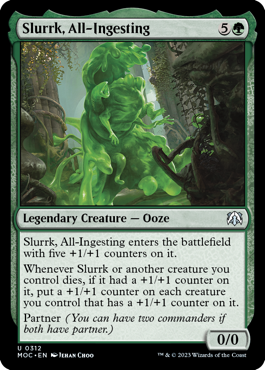 Slurrk, All-Ingesting 5
Legendary Creature — Ooze
Slurrk, All-Ingesting enters the battlefield
with five +1/+1 counters on it.
Whenever Slurrk or another creature you
control dies, if it had a +1/+1 counter on
it, put a +1/+1 counter on each creature
you control that has a +1/+1 counter on it.
Partner (You can have two commanders if
both have partner.)
0/0
U 0312
MOC • EN JEHAN CHOO
™ & © 2023 Wizards of the Coast